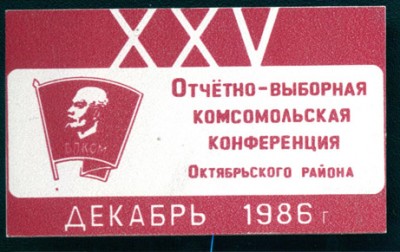 XXV
Отчётно-выборная
комсомольская
конференция
Октябрьского района
ВЛКСМ
ДЕКАБРЬ 1986 г